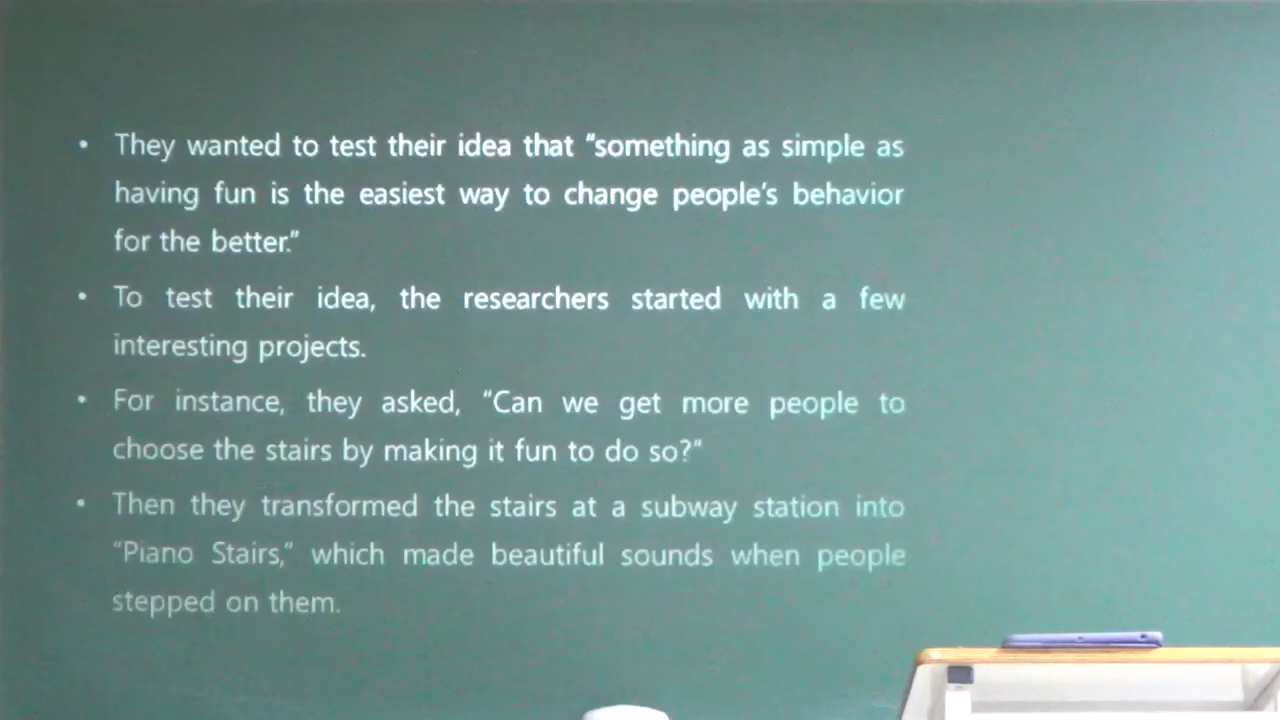 • They wanted to test their idea that “something as simple as
having fun is the easiest way to change people’s behavior
for the better.”
• To test their idea, the researchers started with a few
interesting projects.
• For instance, they asked, “Can we get more people to
choose the stairs by making it fun to do so?”
• Then they transformed the stairs at a subway station into
“Piano Stairs,” which made beautiful sounds when people
stepped on them.